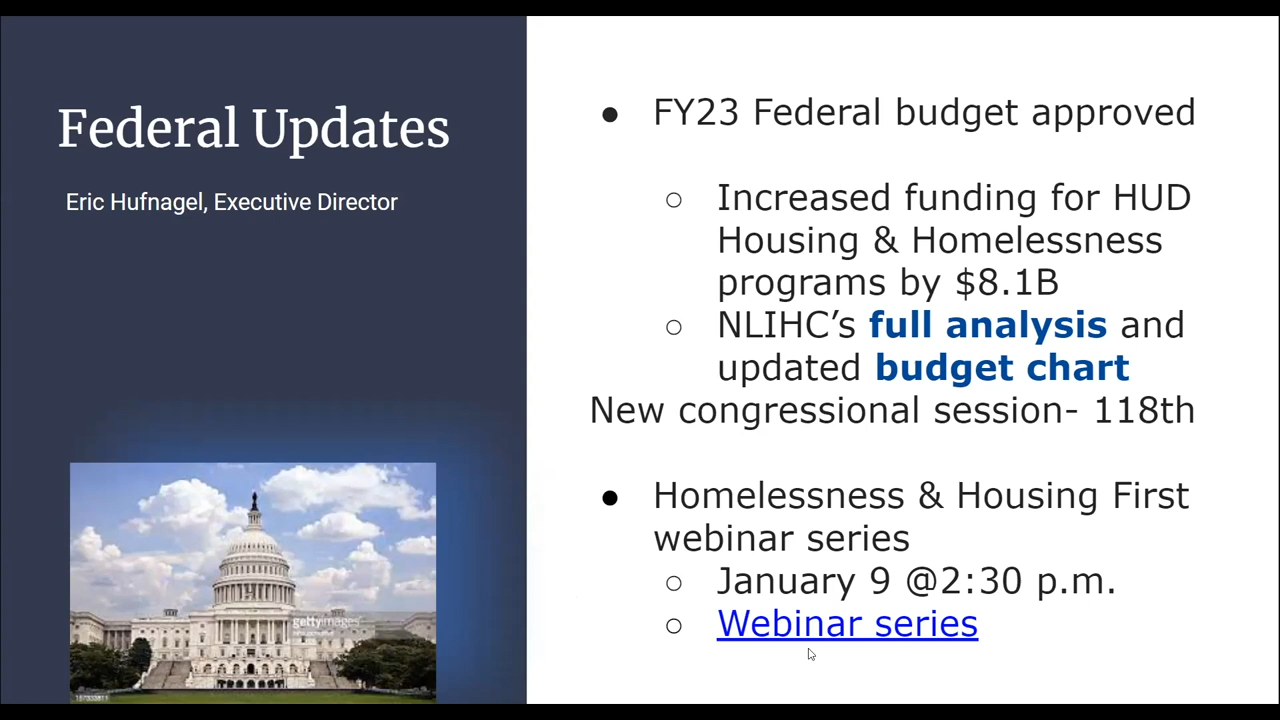 Federal Updates
Eric Hufnagel, Executive Director
● FY23 Federal budget approved
○ Increased funding for HUD
Housing & Homelessness
programs by $8.1B
○ NLIHC’s full analysis and
updated budget chart
New congressional session- 118th
● Homelessness & Housing First
webinar series
○ January 9 @2:30 p.m.
○ Webinar series
gettyimages